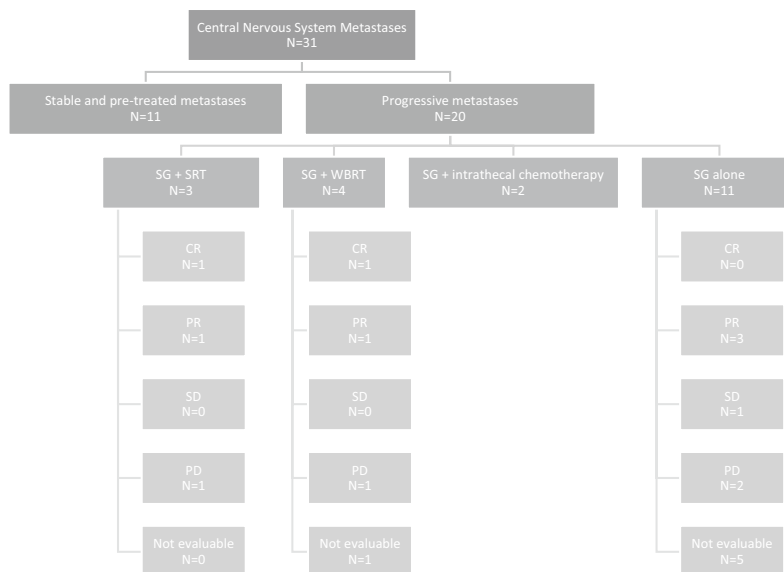 Central Nervous System Metastases
N=31
Stable and pre-treated metastases
N=11
Progressive metastases
N=20
SG + SRT
N=3
SG + WBRT
N=4
SG + intrathecal chemotherapy
N=2
SG alone
N=11
CR
N=1
CR
N=1
CR
N=0
PR
N=1
PR
N=1
PR
N=3
SD
N=0
SD
N=0
SD
N=1
PD
N=1
PD
N=1
PD
N=2
Not evaluable
N=0
Not evaluable
N=1
Not evaluable
N=5